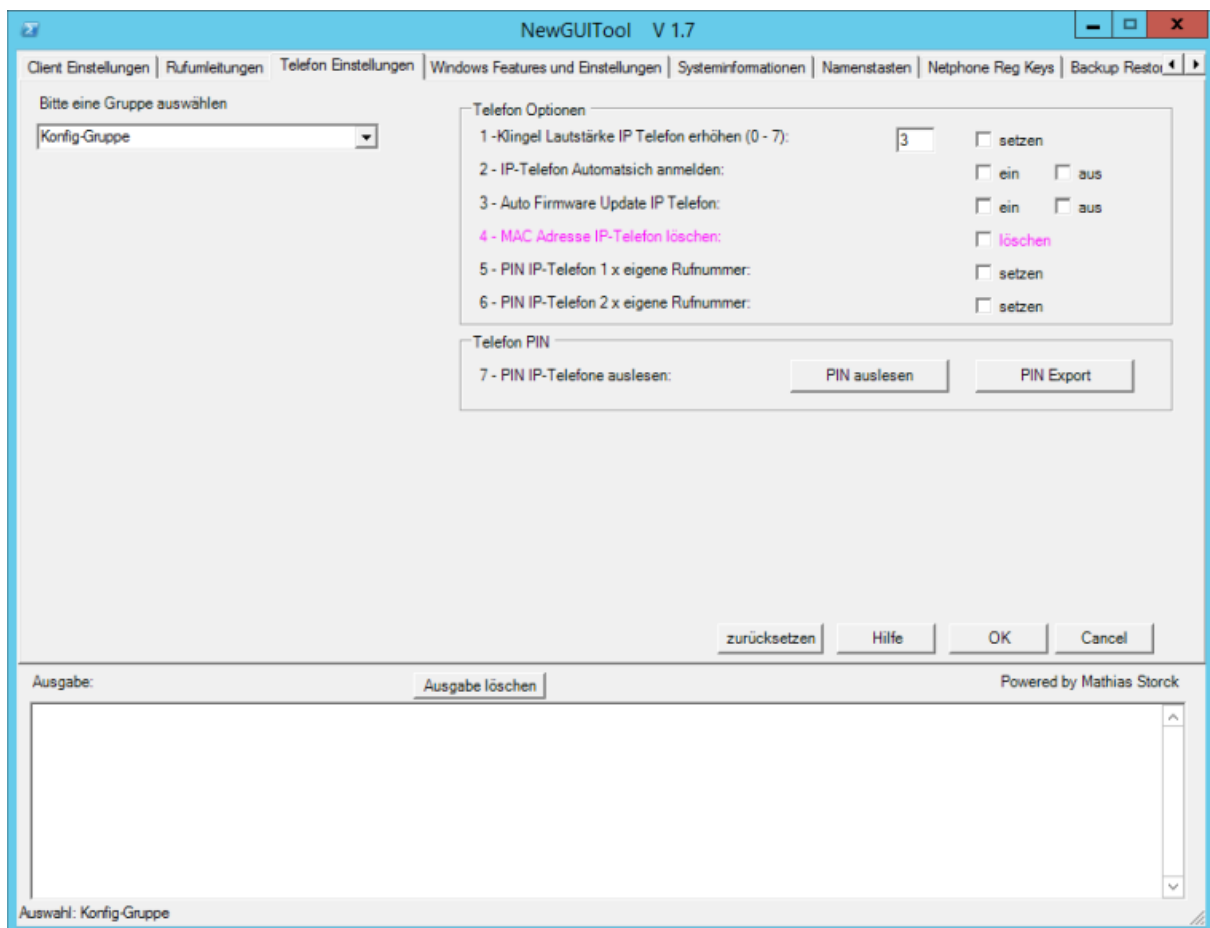 NewGUITool V 1.7
Client Einstellungen Rufumleitungen Telefon Einstellungen Windows Features und Einstellungen Systeminformationen Namenstasten Netphone Reg Keys Backup Restor
Bitte eine Gruppe auswählen
Konfig-Gruppe
Telefon Optionen
1 -Klingel Lautstärke IP Telefon erhöhen (0 - 7): 3 setzen
2 - IP-Telefon Automatsich anmelden: ein aus
3 - Auto Firmware Update IP Telefon: ein aus
4 - MAC Adresse IP-Telefon löschen: löschen
5 - PIN IP-Telefon 1 x eigene Rufnummer: setzen
6 - PIN IP-Telefon 2 x eigene Rufnummer: setzen
Telefon PIN
7 - PIN IP-Telefone auslesen: PIN auslesen PIN Export
zurücksetzen Hilfe OK Cancel
Ausgabe: Ausgabe löschen Powered by Mathias Storck
Auswahl: Konfig-Gruppe